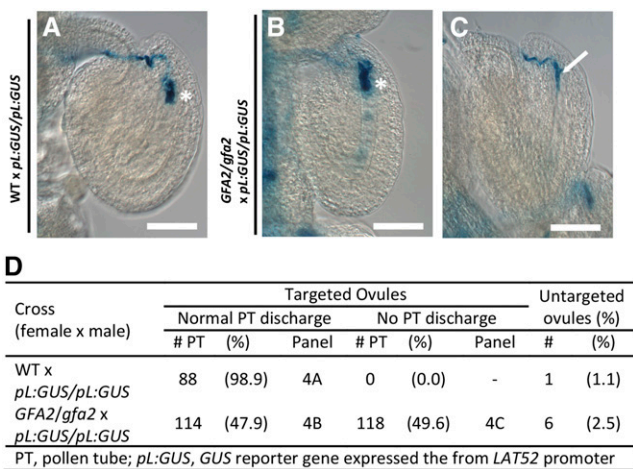 A
B
C
WT x pL:GUS/pL:GUS
*
GFA2/gfa2
x pL:GUS/pL:GUS
*
D
Cross
(female x male)
Targeted Ovules
Untargeted
ovules (%)
Normal PT discharge
No PT discharge
# PT (%) Panel # PT (%) Panel # (%)
WT x
pL:GUS/pL:GUS
88 (98.9) 4A 0 (0.0) - 1 (1.1)
GFA2/gfa2 x
pL:GUS/pL:GUS
114 (47.9) 4B 118 (49.6) 4C 6 (2.5)
PT, pollen tube; pL:GUS, GUS reporter gene expressed the from LAT52 promoter